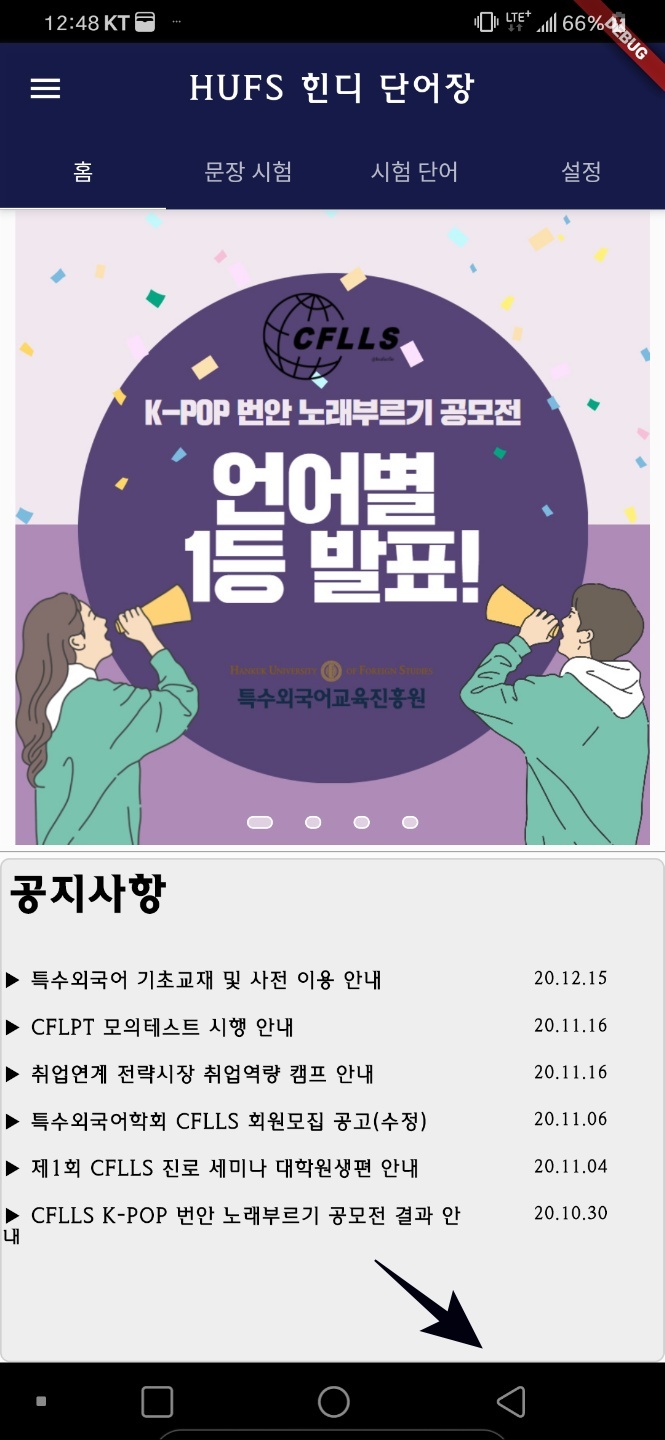 12:48 KT
LTE+
66%
HUFS 힌디 단어장
홈
문장 시험
시험 단어
설정
CFLLS
K-POP 번안 노래부르기 공모전
언어별
1등 발표!
HANKUK UNIVERSITY OF FOREIGN STUDIES
특수외국어교육진흥원
공지사항
▶ 특수외국어 기초교재 및 사전 이용 안내 20.12.15
▶ CFLPT 모의테스트 시행 안내 20.11.16
▶ 취업연계 전략시장 취업역량 캠프 안내 20.11.16
▶ 특수외국어학회 CFLLS 회원모집 공고(수정) 20.11.06
▶ 제1회 CFLLS 진로 세미나 대학원생편 안내 20.11.04
▶ CFLLS K-POP 번안 노래부르기 공모전 결과 안 20.10.30
내